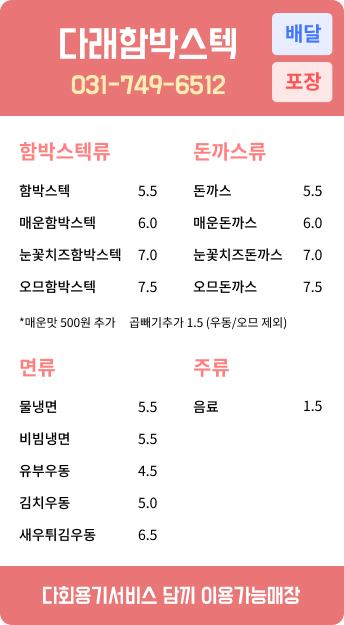 다래함박스텍
031-749-6512
배달
포장
함박스텍류
함박스텍 5.5
매운함박스텍 6.0
눈꽃치즈함박스텍 7.0
오므함박스텍 7.5
돈까스류
돈까스 5.5
매운돈까스 6.0
눈꽃치즈돈까스 7.0
오므돈까스 7.5
*매운맛 500원 추가 곱빼기추가 1.5 (우동/오므 제외)
면류
물냉면 5.5
비빔냉면 5.5
유부우동 4.5
김치우동 5.0
새우튀김우동 6.5
주류
음료 1.5
다회용기서비스 담끼 이용가능매장